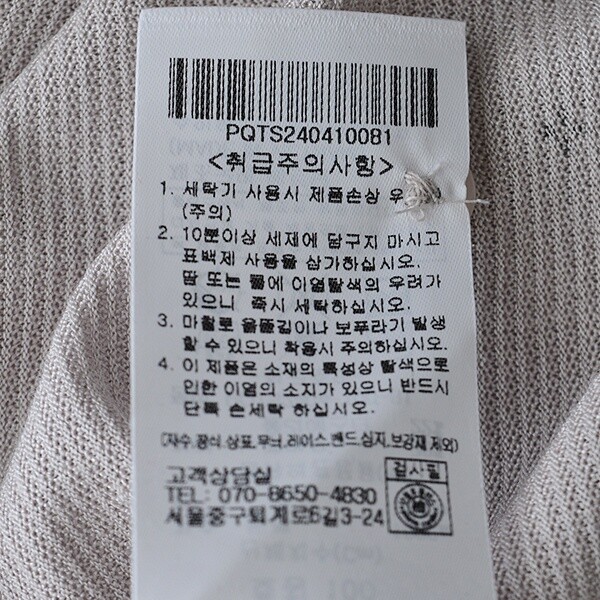 PQTS240410081
<취급주의사항>
1. 세탁기 사용시 제품손상 우
(주의)
2. 10분이상 세제에 담구지 마시고
표백제 사용을 삼가하십시오.
땀 또는 물에 이염탈색의 우려가
있으니 즉시 세탁하십시오.
3. 마찰로 올뜯김이나 보푸라기 발생
할 수 있으니 착용시 주의하십시오.
4. 이 제품은 소재의 특성상 탈색으로
인한 이염의 소지가 있으니 반드시
단독 손세탁 하십시오.
(자수,장식,상표,무늬,레이스,밴드,심지,보강재 제외)
고객상담실
TEL: 070-8650-4830
서울중구퇴계로6길3-24
검사필